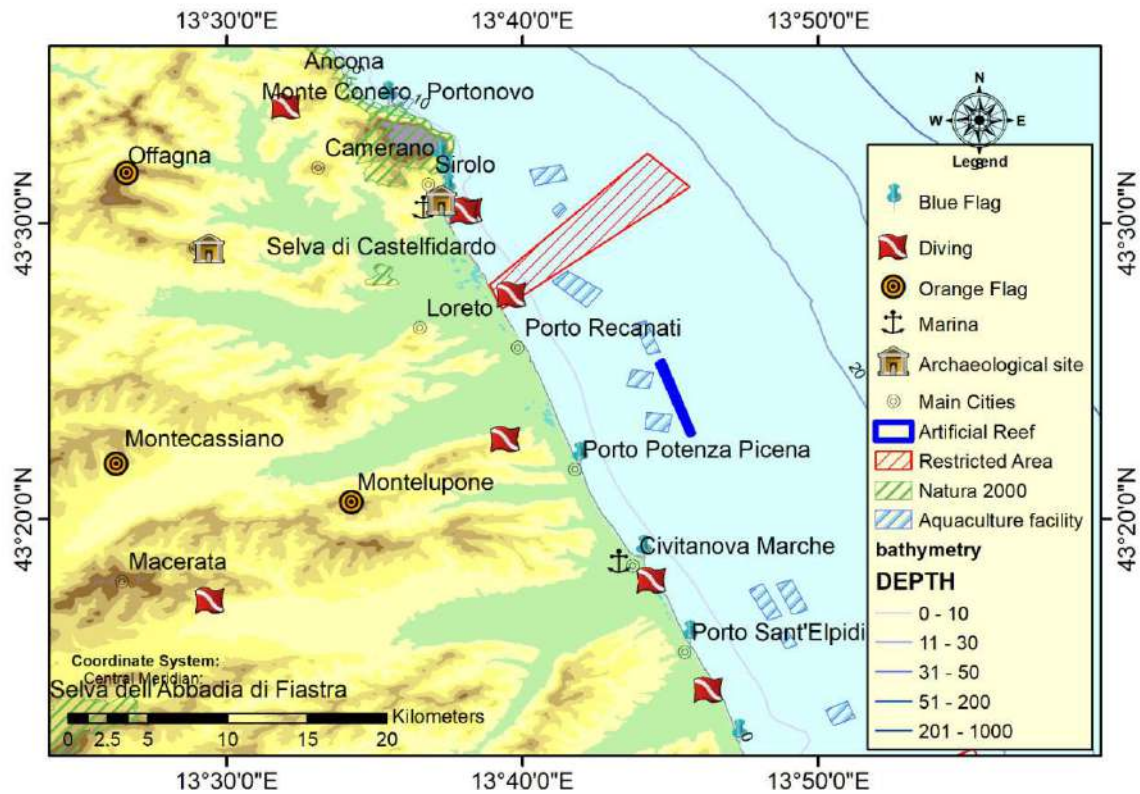 13°30'0"E 13°40'0"E 13°50'0"E
Ancona
Monte Conero
10
Portonovo
Offagna
Camerano
Sirolo
43°30'0"N
43°30'0"N
Selva di Castelfidardo
Loreto
Porto Recanati
20
Montecassiano
Porto Potenza Picena
Montelupone
43°20'0"N
43°20'0"N
Civitanova Marche
Macerata
Porto Sant'Elpidi
0
Coordinate System:
Central Meridian:
Selva dell'Abbadia di Fiastra
Kilometers
0 2.5 5 10 15 20
N
W E
S
Legend
Blue Flag
Diving
Orange Flag
Marina
Archaeological site
Main Cities
Artificial Reef
Restricted Area
Natura 2000
Aquaculture facility
bathymetry
DEPTH
0 - 10
11 - 30
31 - 50
51 - 200
201 - 1000
13°30'0"E 13°40'0"E 13°50'0"E